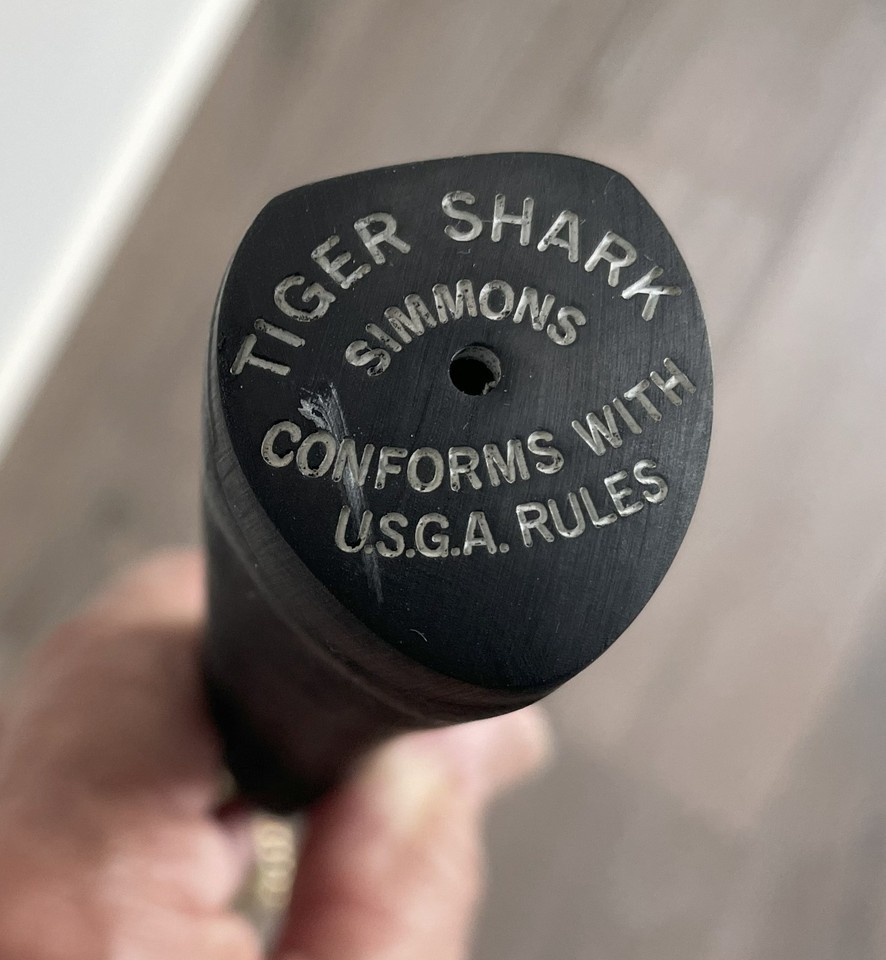 TIGER SHARK
SIMMONS
CONFORMS WITH
U.S.G.A. RULES